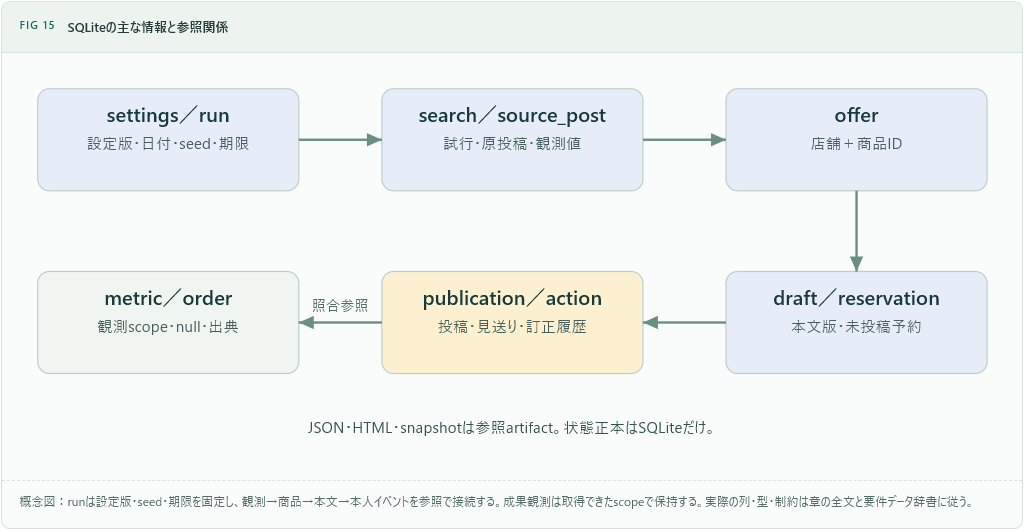 FIG 15 SQLiteの主な情報と参照関係
settings／run
設定版・日付・seed・期限
search／source_post
試行・原投稿・観測値
offer
店舗＋商品ID
metric／order
観測scope・null・出典
照合参照
publication／action
投稿・見送り・訂正履歴
draft／reservation
本文版・未投稿予約
JSON・HTML・snapshotは参照artifact。状態正本はSQLiteだけ。
概念図：runは設定版・seed・期限を固定し、観測→商品→本文→本人イベントを参照で接続する。成果観測は取得できたscopeで保持する。実際の列・型・制約は章の全文と要件データ辞書に従う。